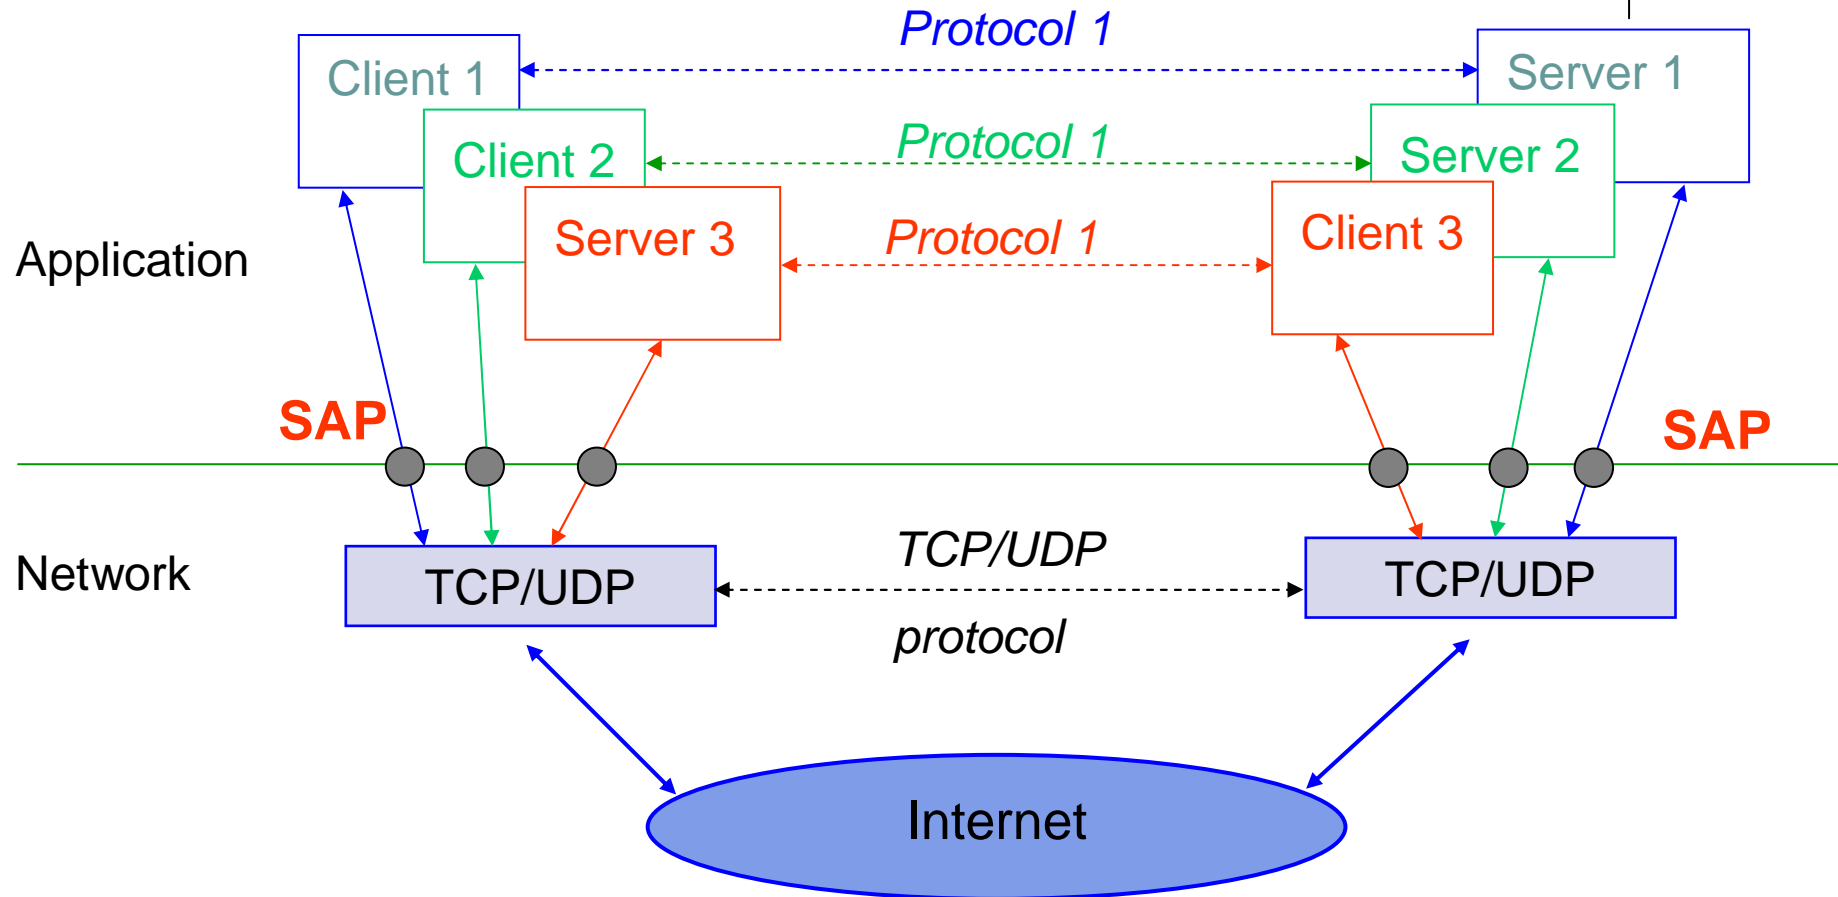 Protocol 1
Client 1
Server 1
Protocol 1
Client 2
Server 2
Server 3
Protocol 1
Client 3
Application
SAP
SAP
TCP/UDP
Network
TCP/UDP
TCP/UDP
protocol
Internet